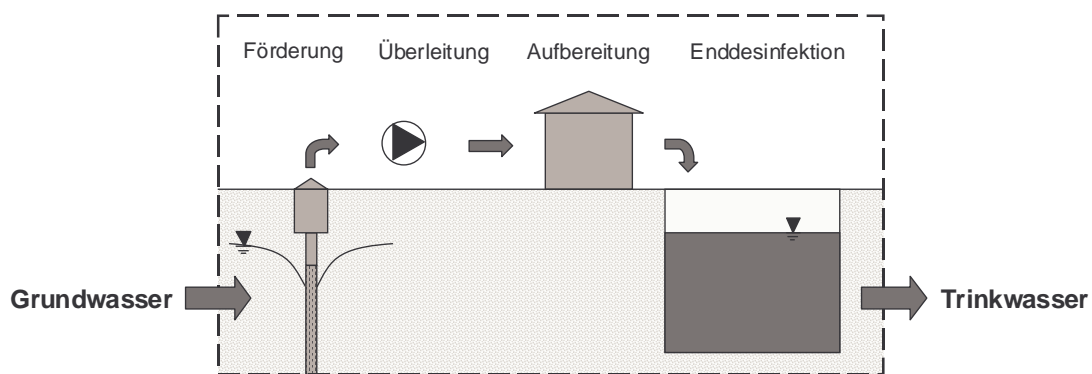 Förderung Überleitung Aufbereitung Enddesinfektion
Grundwasser Trinkwasser